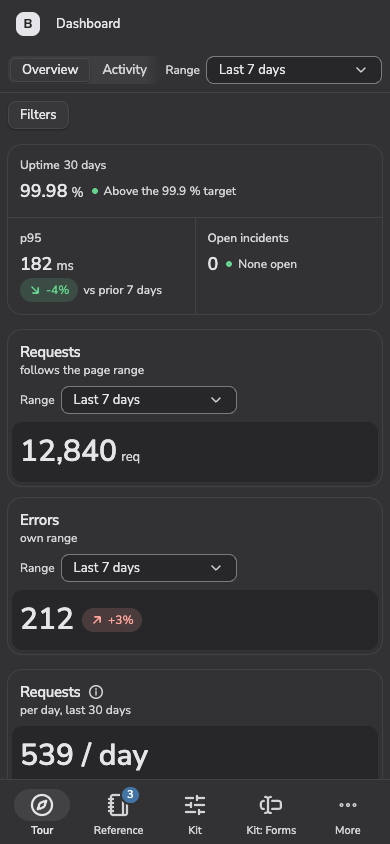 B Dashboard
Overview Activity Range Last 7 days
Filters
Uptime 30 days
99.98 % Above the 99.9 % target
p95
182 ms
-4% vs prior 7 days
Open incidents
0 None open
Requests
follows the page range
Range Last 7 days
12,840 req
Errors
own range
Range Last 7 days
212 +3%
Requests
per day, last 30 days
539 / day
3
Tour Reference Kit Kit: Forms More